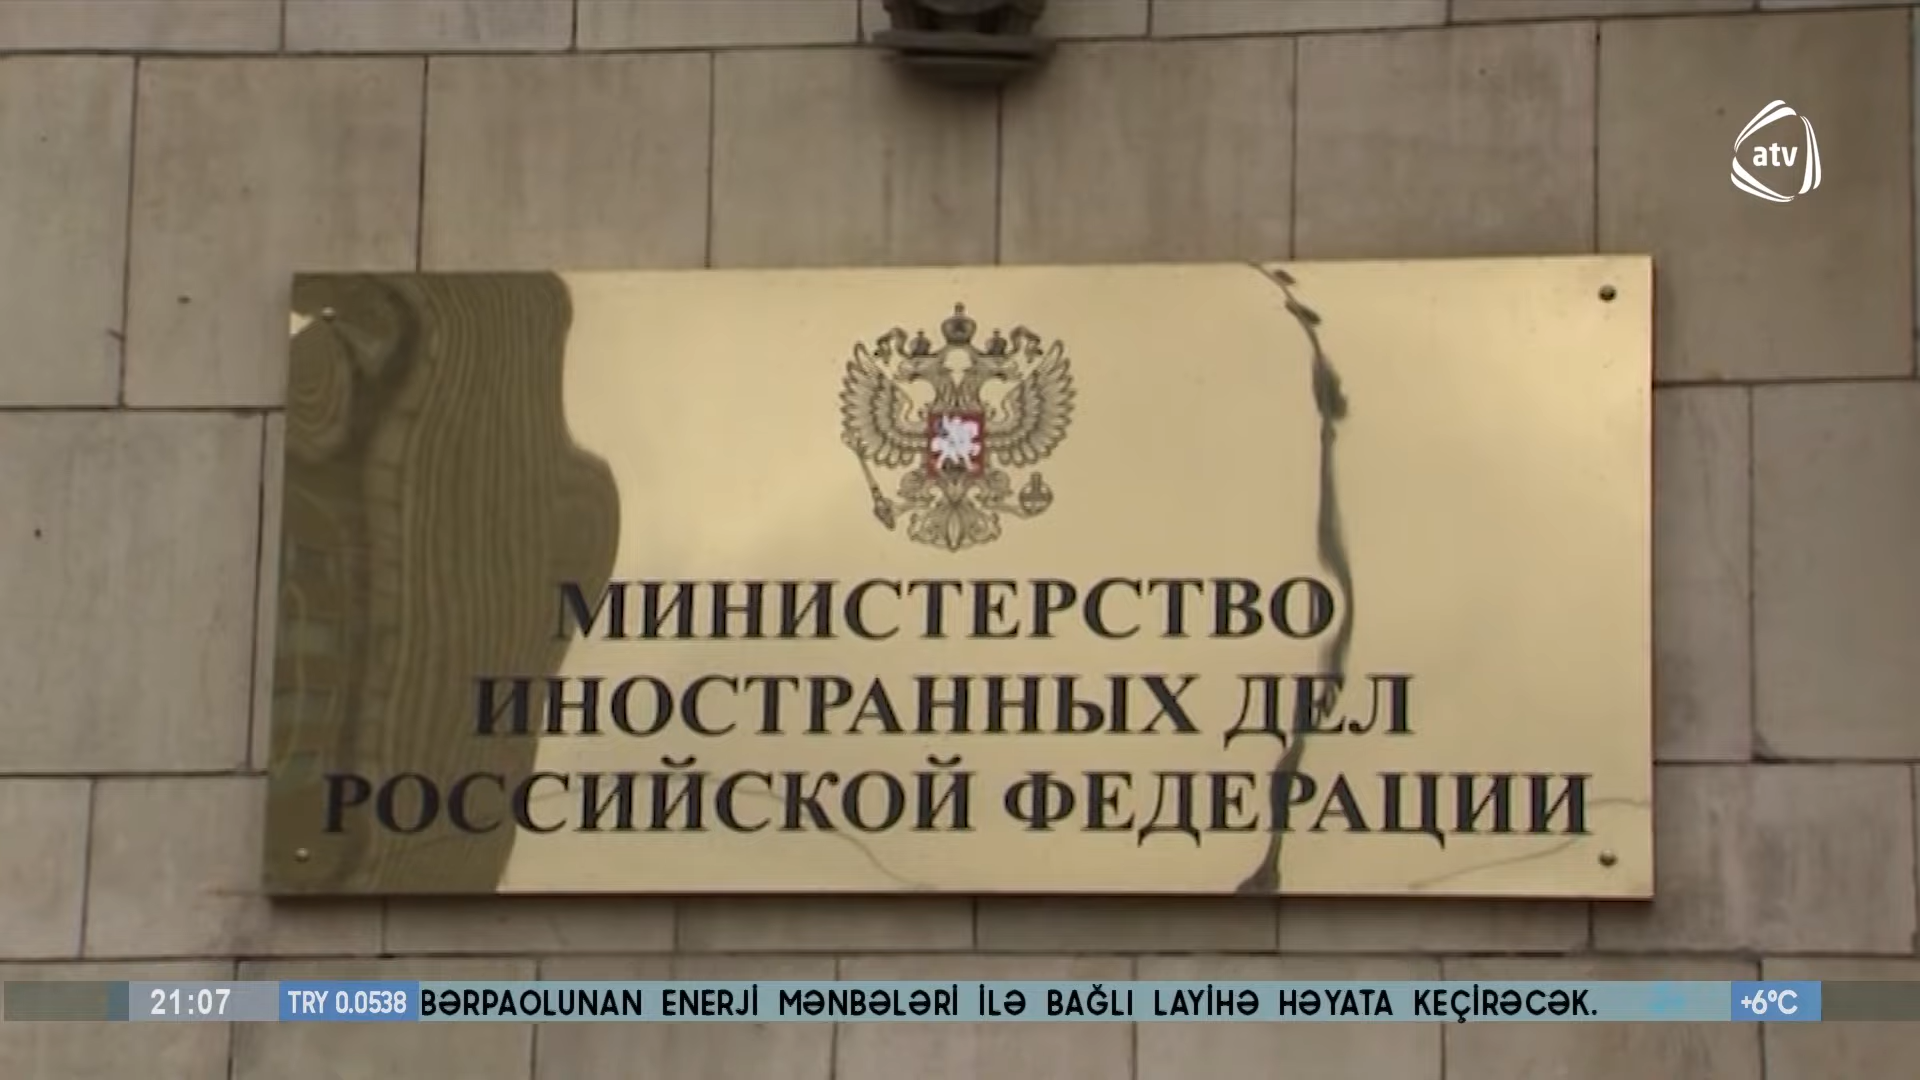 atv
МИНИСТЕРСТВО
ИНОСТРАННЫХ ДЕЛ
РОССИЙСКОЙ ФЕДЕРАЦИИ
21:07 TRY 0.0538 BƏRPAOLUNAN ENERJİ MƏNBƏLƏRİ İLƏ BAĞLI LAYİHƏ HƏYATA KEÇİRƏCƏK. +6°C